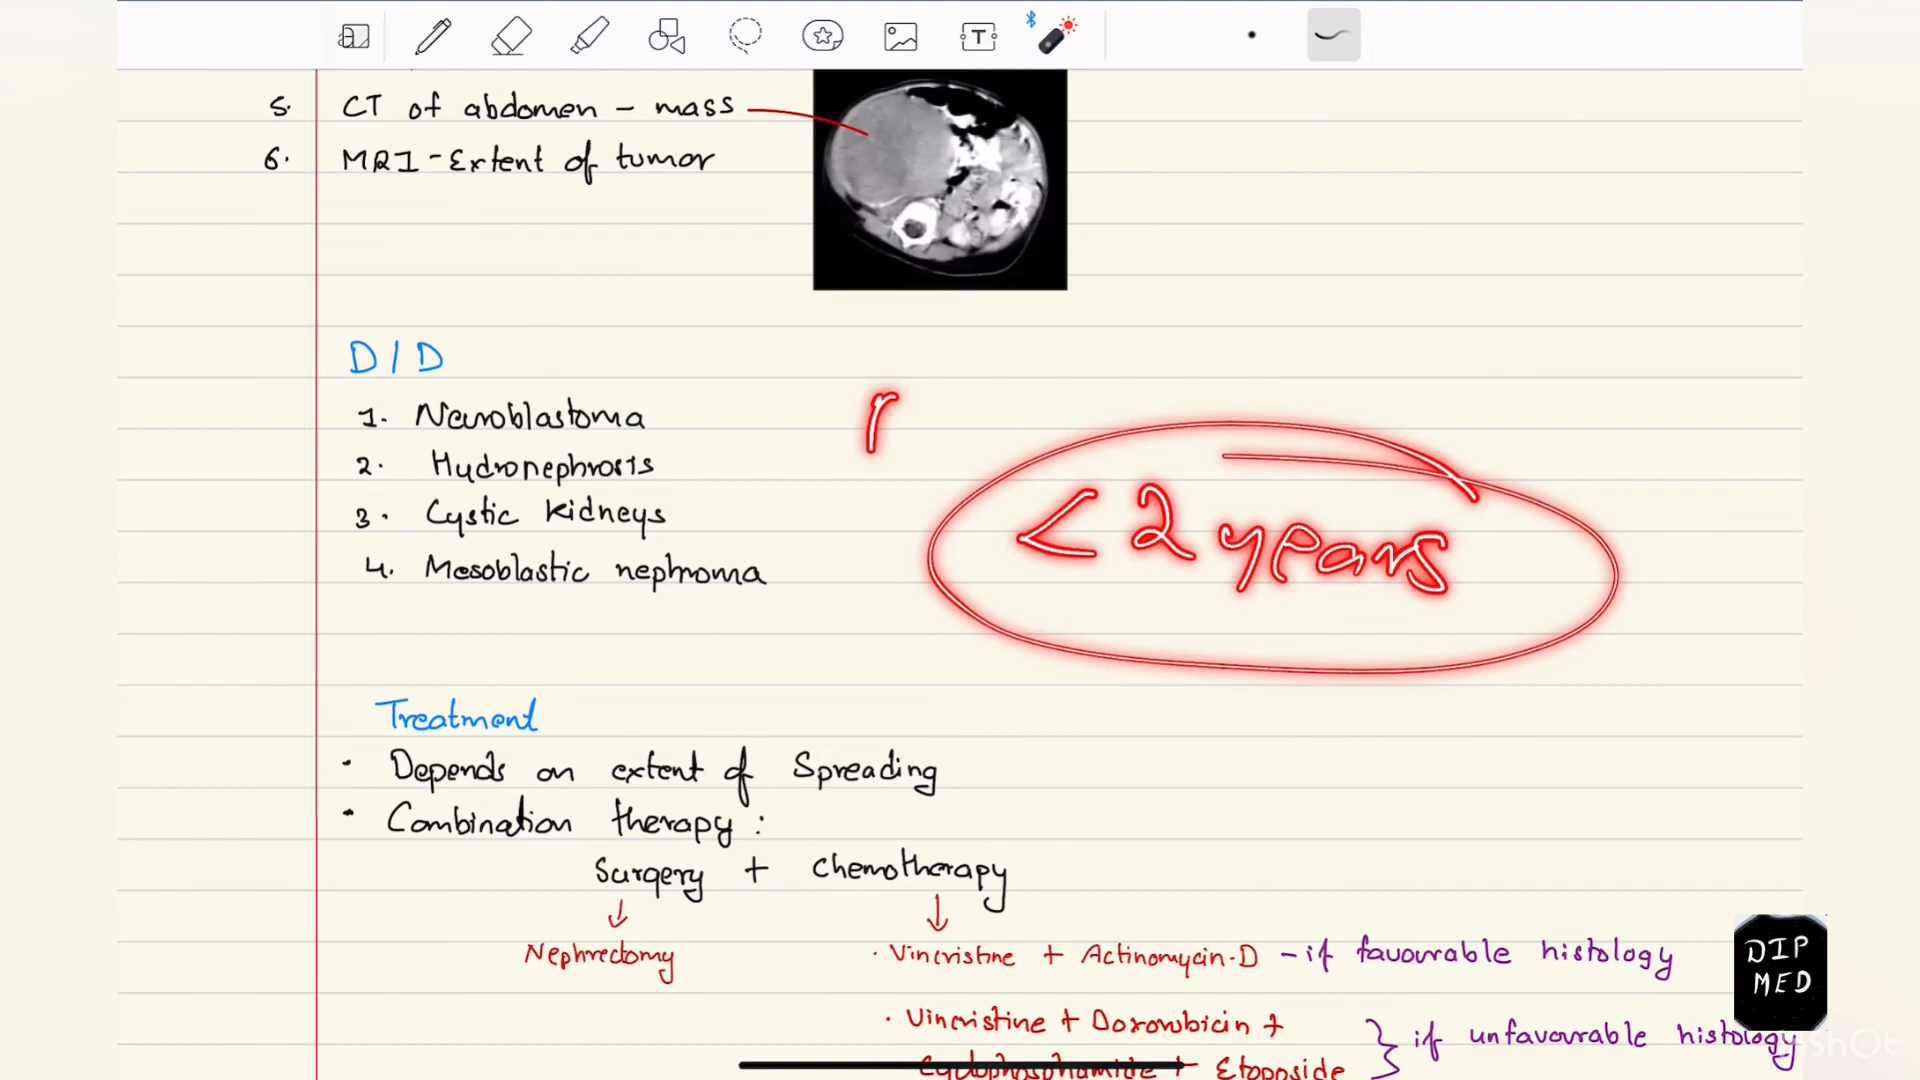 5. CT of abdomen - mass
6. MRI - Extent of tumor
D/D
1. Neuroblastoma
2. Hydronephrosis
3. Cystic kidneys
4. Mesoblastic nephroma
< 2 years
Treatment
· Depends on extent of Spreading
· Combination therapy :
Surgery + Chemotherapy
Nephrectomy
· Vincristine + Actinomycin-D - if favourable histology
· Vincristine + Doxorubicin +
Cyclophosphamide + Etoposide } if unfavourable histology
DIP
MED